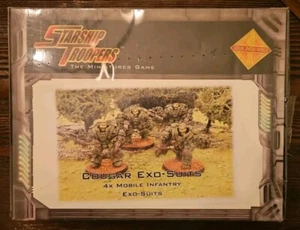 Starship
Troopers
The Miniatures Game
Cougar Exo-Suits
4x Mobile Infantry
Exo-Suits